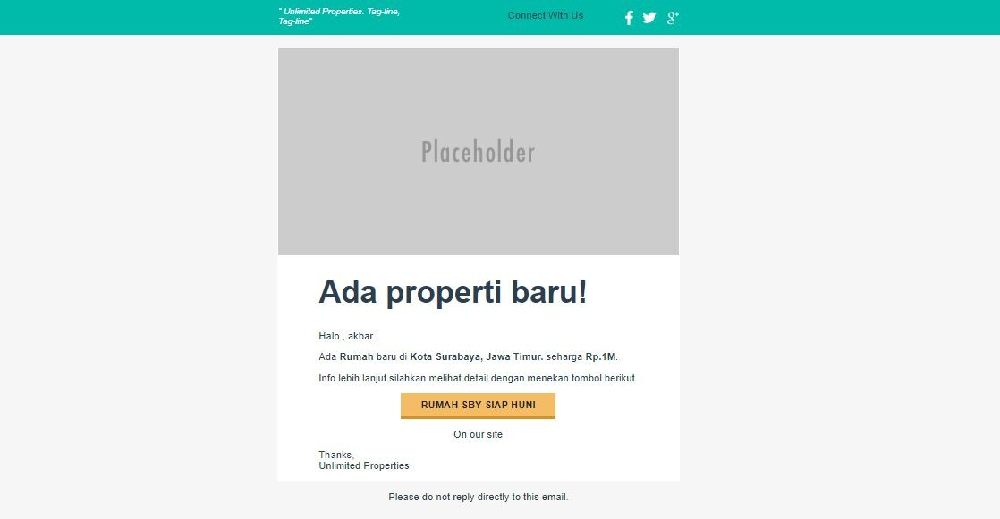 " Unlimited Properties. Tag-line,
Tag-line"
Connect With Us
Placeholder
Ada properti baru!
Halo , akbar.
Ada Rumah baru di Kota Surabaya, Jawa Timur. seharga Rp.1M.
Info lebih lanjut silahkan melihat detail dengan menekan tombol berikut.
RUMAH SBY SIAP HUNI
On our site
Thanks,
Unlimited Properties
Please do not reply directly to this email.